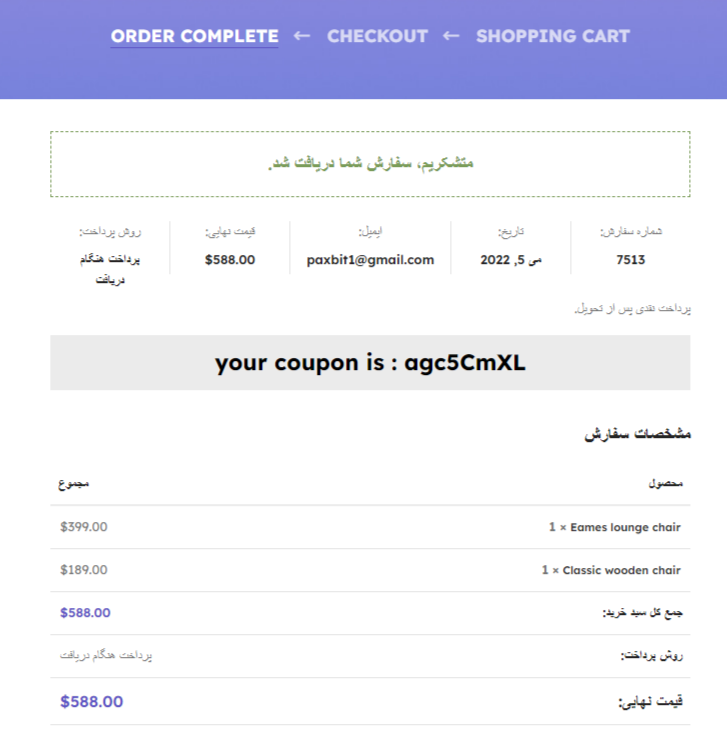 SHOPPING CART ← CHECKOUT ← ORDER COMPLETE
متشکریم، سفارش شما دریافت شد.
شماره سفارش:
7513
تاریخ:
می 5, 2022
ایمیل:
paxbit1@gmail.com
قیمت نهایی:
$588.00
روش پرداخت:
پرداخت هنگام
دریافت
پرداخت نقدی پس از تحویل.
your coupon is : agc5CmXL
مشخصات سفارش
محصول مجموع
Eames lounge chair × 1 $399.00
Classic wooden chair × 1 $189.00
جمع کل سبد خرید: $588.00
روش پرداخت: پرداخت هنگام دریافت
قیمت نهایی: $588.00